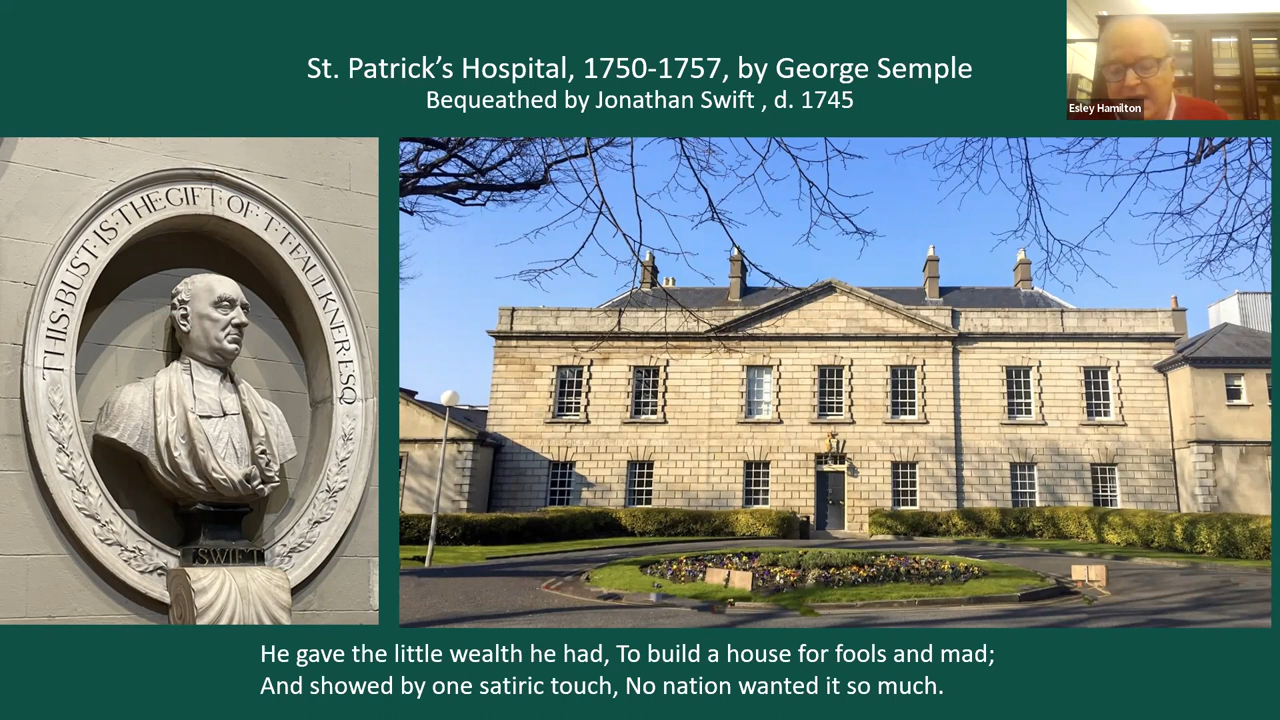 St. Patrick's Hospital, 1750-1757, by George Semple
Bequeathed by Jonathan Swift , d. 1745
Esley Hamilton
THIS·BUST·IS·THE·GIFT·OF·T·T·FAULKNER·ESQ
SWIFT
He gave the little wealth he had, To build a house for fools and mad;
And showed by one satiric touch, No nation wanted it so much.